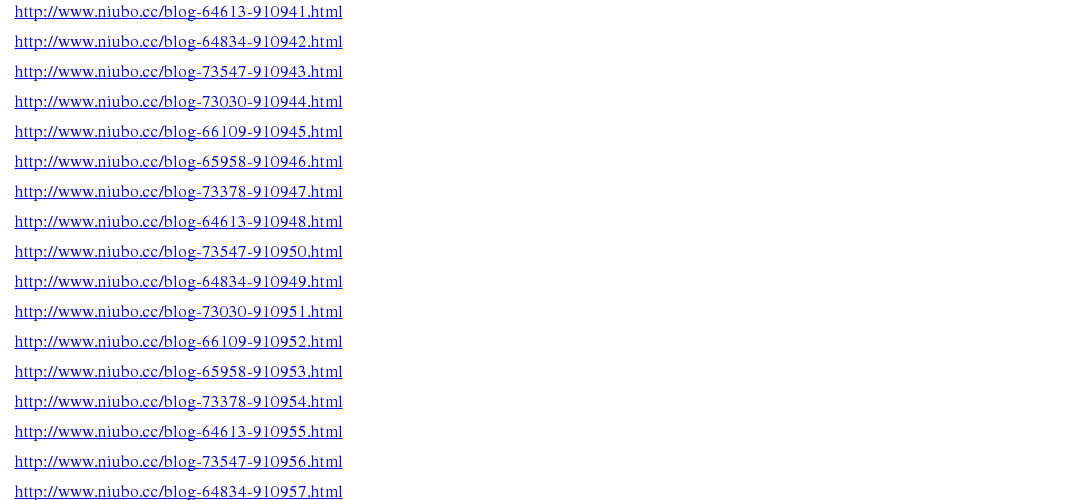 http://www.niubo.cc/blog-64613-910941.html
http://www.niubo.cc/blog-64834-910942.html
http://www.niubo.cc/blog-73547-910943.html
http://www.niubo.cc/blog-73030-910944.html
http://www.niubo.cc/blog-66109-910945.html
http://www.niubo.cc/blog-65958-910946.html
http://www.niubo.cc/blog-73378-910947.html
http://www.niubo.cc/blog-64613-910948.html
http://www.niubo.cc/blog-73547-910950.html
http://www.niubo.cc/blog-64834-910949.html
http://www.niubo.cc/blog-73030-910951.html
http://www.niubo.cc/blog-66109-910952.html
http://www.niubo.cc/blog-65958-910953.html
http://www.niubo.cc/blog-73378-910954.html
http://www.niubo.cc/blog-64613-910955.html
http://www.niubo.cc/blog-73547-910956.html
http://www.niubo.cc/blog-64834-910957.html